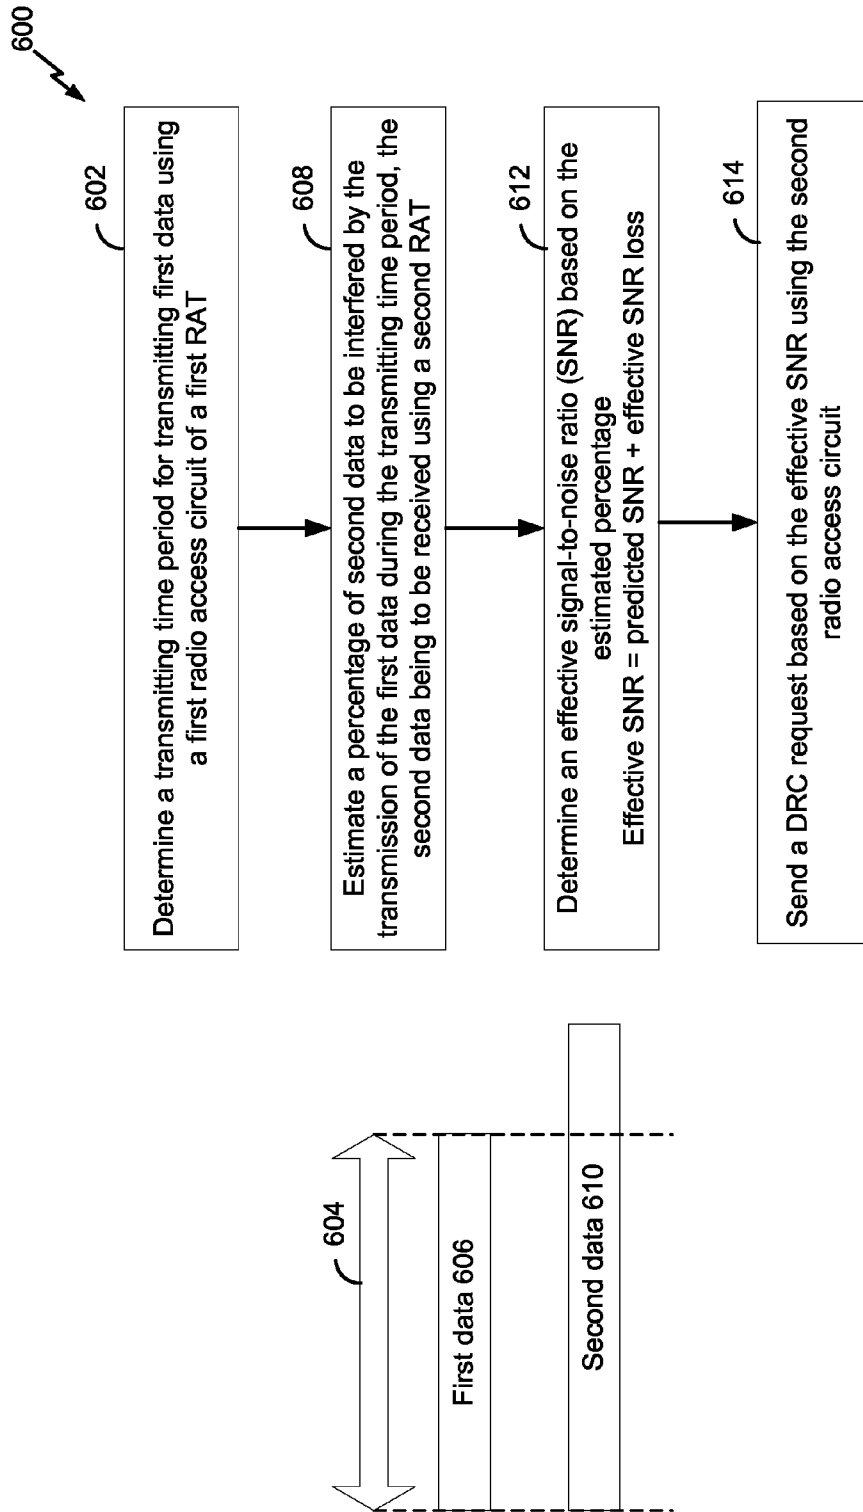 600
602
Determine a transmitting time period for transmitting first data using
a first radio access circuit of a first RAT
608
Estimate a percentage of second data to be interfered by the
transmission of the first data during the transmitting time period, the
second data being to be received using a second RAT
612
Determine an effective signal-to-noise ratio (SNR) based on the
estimated percentage
Effective SNR = predicted SNR + effective SNR loss
614
Send a DRC request based on the effective SNR using the second
radio access circuit
604
First data 606
Second data 610